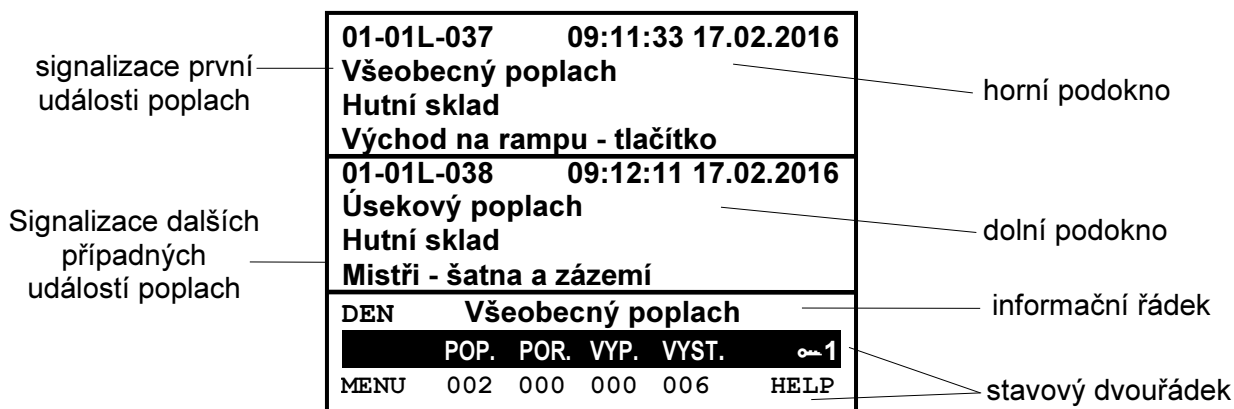 signalizace první
události poplach
Signalizace dalších
případných
událostí poplach
01-01L-037 09:11:33 17.02.2016
Všeobecný poplach
Hutní sklad
Východ na rampu - tlačítko
01-01L-038 09:12:11 17.02.2016
Úsekový poplach
Hutní sklad
Mistři - šatna a zázemí
DEN Všeobecný poplach
POP. POR. VYP. VYST. 1
MENU 002 000 000 006 HELP
horní podokno
dolní podokno
informační řádek
stavový dvouřádek